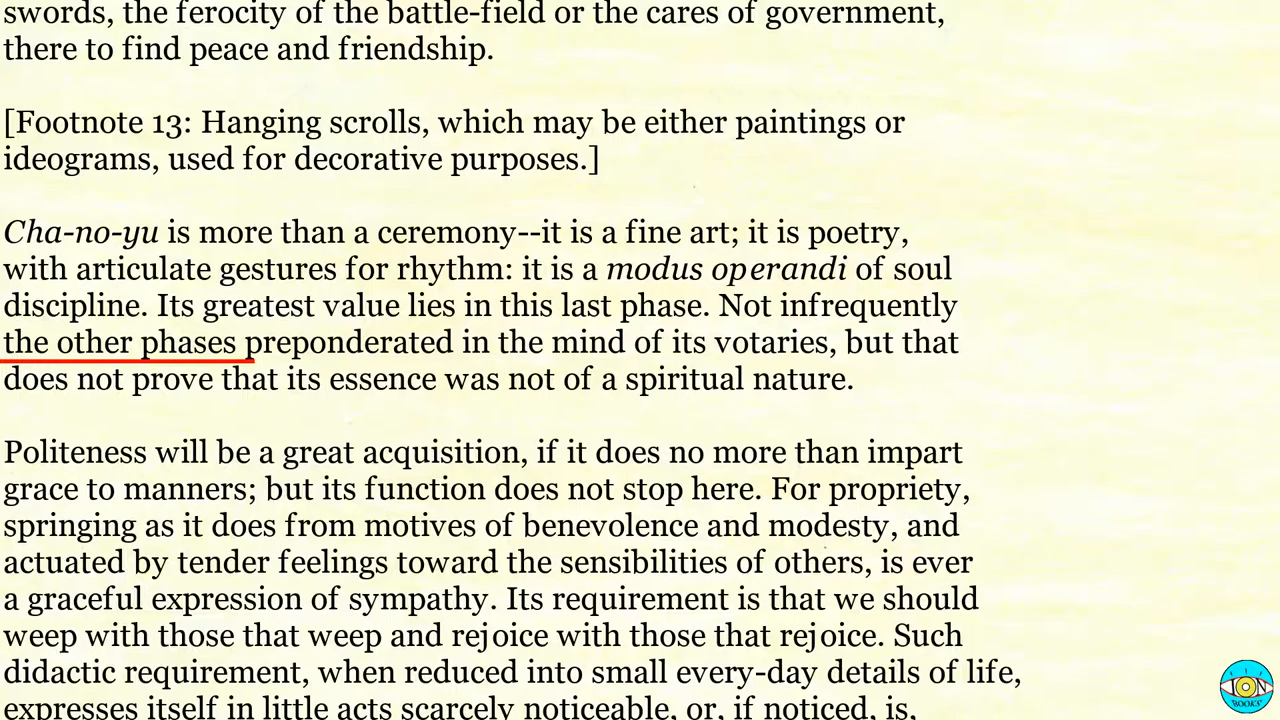 swords, the ferocity of the battle-field or the cares of government,
there to find peace and friendship.
[Footnote 13: Hanging scrolls, which may be either paintings or
ideograms, used for decorative purposes.]
Cha-no-yu is more than a ceremony--it is a fine art; it is poetry,
with articulate gestures for rhythm: it is a modus operandi of soul
discipline. Its greatest value lies in this last phase. Not infrequently
the other phases preponderated in the mind of its votaries, but that
does not prove that its essence was not of a spiritual nature.
Politeness will be a great acquisition, if it does no more than impart
grace to manners; but its function does not stop here. For propriety,
springing as it does from motives of benevolence and modesty, and
actuated by tender feelings toward the sensibilities of others, is ever
a graceful expression of sympathy. Its requirement is that we should
weep with those that weep and rejoice with those that rejoice. Such
didactic requirement, when reduced into small every-day details of life,
expresses itself in little acts scarcely noticeable, or, if noticed, is,
ION
BOOKS